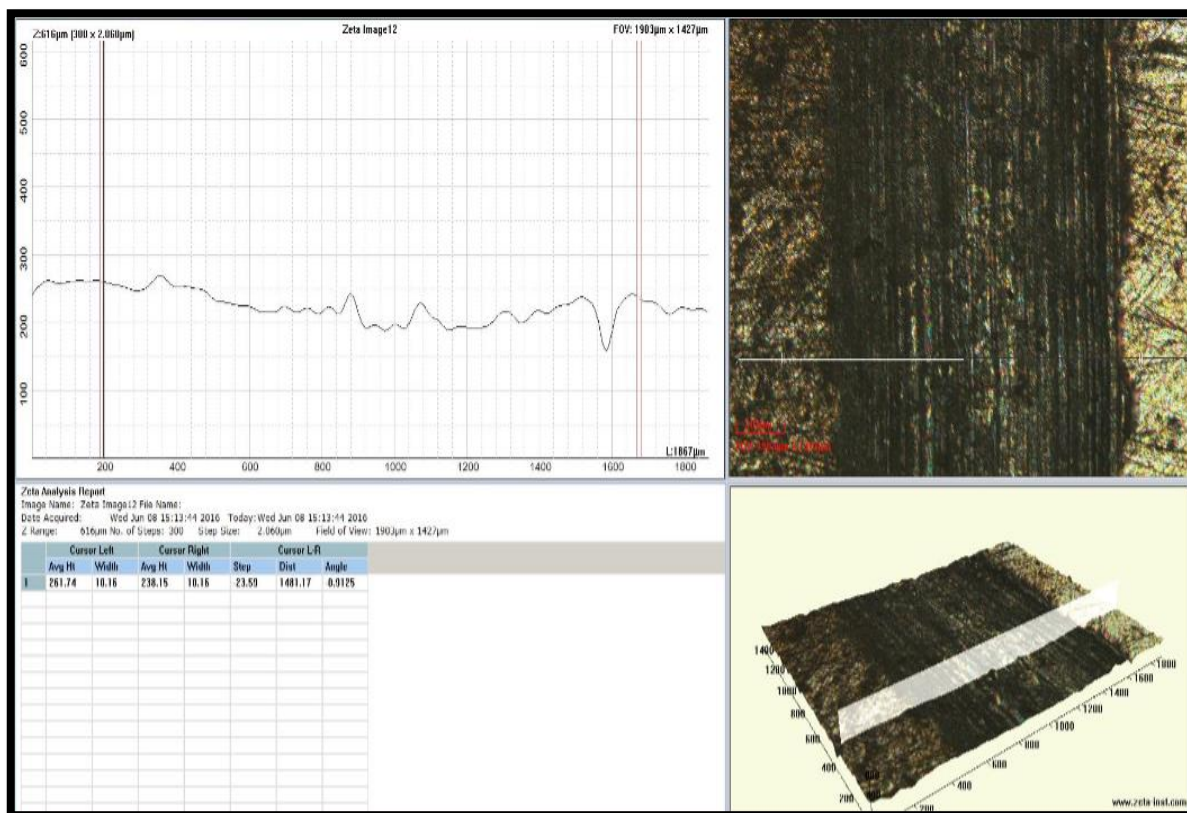 Z:616µm (300 x 2.060µm) Zeta Image12 FOV: 1903µm x 1427µm
600
500
400
300
200
100
L:1867µm
200 400 600 800 1000 1200 1400 1600 1800
Zeta Analysis Report
Image Name: Zeta Image12 File Name:
Date Acquired: Wed Jun 08 15:13:44 2016 Today: Wed Jun 08 15:13:44 2016
Z Range: 616µm No. of Steps: 300 Step Size: 2.060µm Field of View: 1903µm x 1427µm
Cursor Left Cursor Right Cursor L-R
Avg Ht Width Avg Ht Width Step Dist Angle
1 261.74 10.16 238.15 10.16 -23.59 1481.17 -0.9125
1400
1200
1000
800
600
400
200
200
400
600
800
1000
1200
1400
1600
1800
www.zeta-inst.com